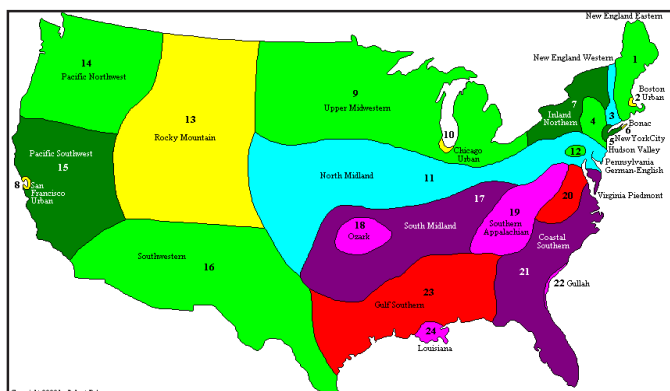 New England Eastern
14
Pacific Northwest
New England Western
1
9
Upper Midwestern
7
Inland
Northern
Boston
2 Urban
13
Rocky Mountain
4
3
6
Bonac
10
Chicago
Urban
5
NewYorkCity
Hudson Valley
12
Pennsylvania
German-English
Pacific Southwest
15
8
San
Francisco
Urban
North Midland
11
17
South Midland
18
Ozark
19
Southern
Appalachian
20
Virginia Piedmont
Coastal
Southern
21
Southwestern
16
22 Gullah
23
Gulf Southern
24
Louisiana